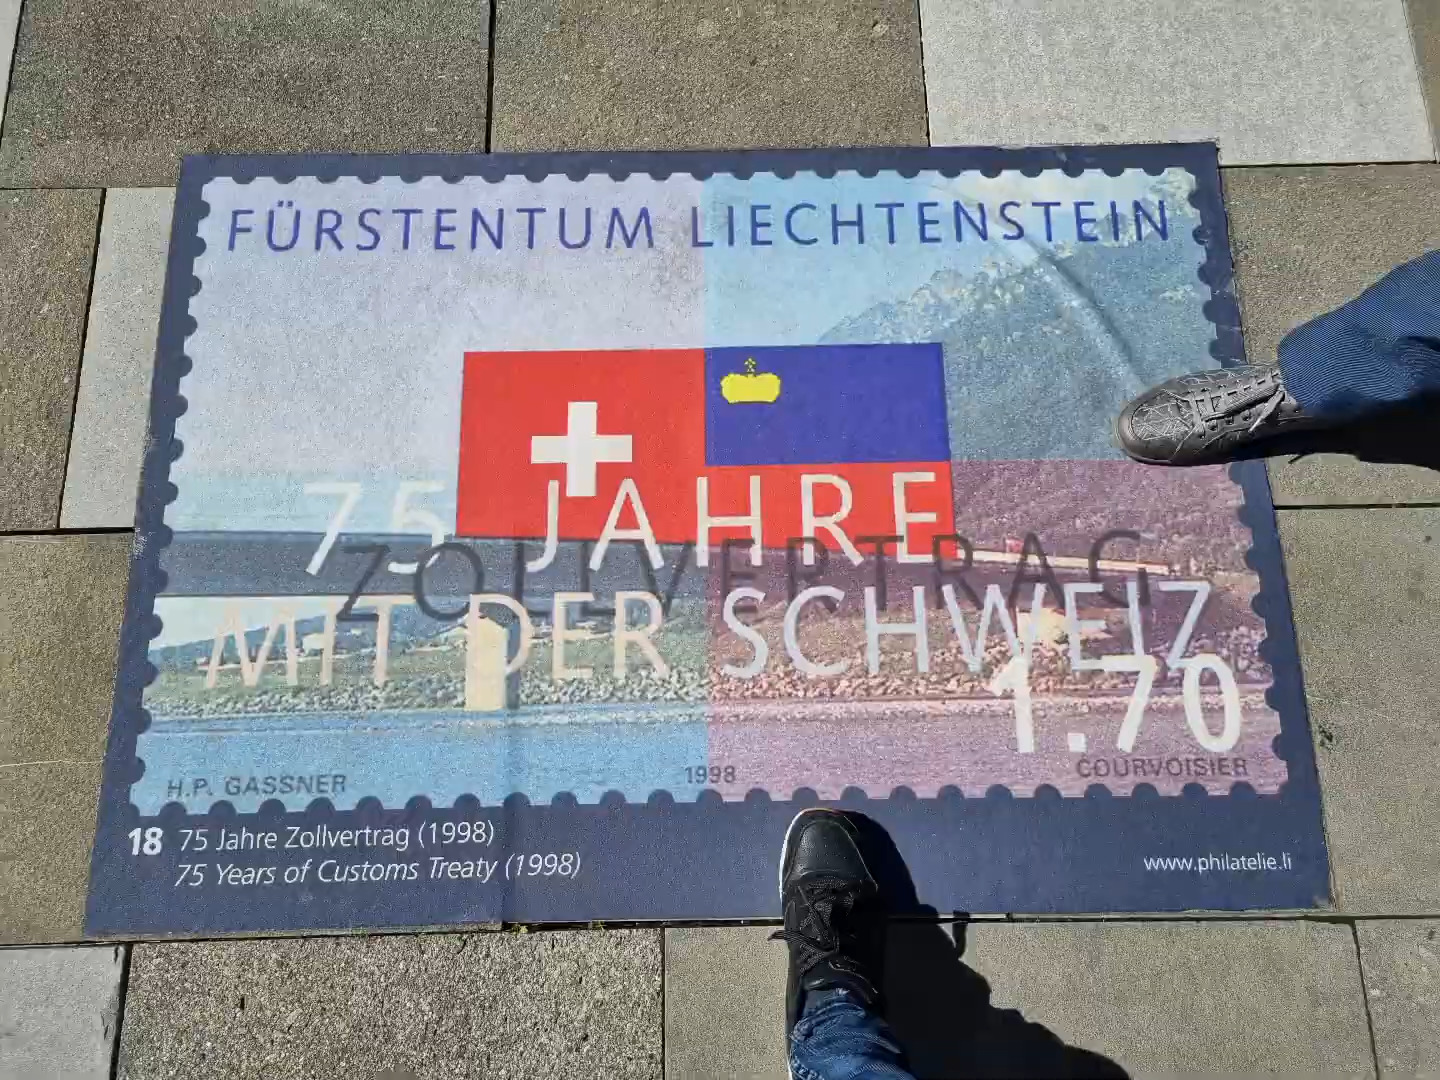 FÜRSTENTUM LIECHTENSTEIN
75 JAHRE
ZOLLVERTRAG
MIT DER SCHWEIZ
1.70
H.P. GASSNER
1998
COURVOISIER
18 75 Jahre Zollvertrag (1998)
75 Years of Customs Treaty (1998)
www.philatelie.li